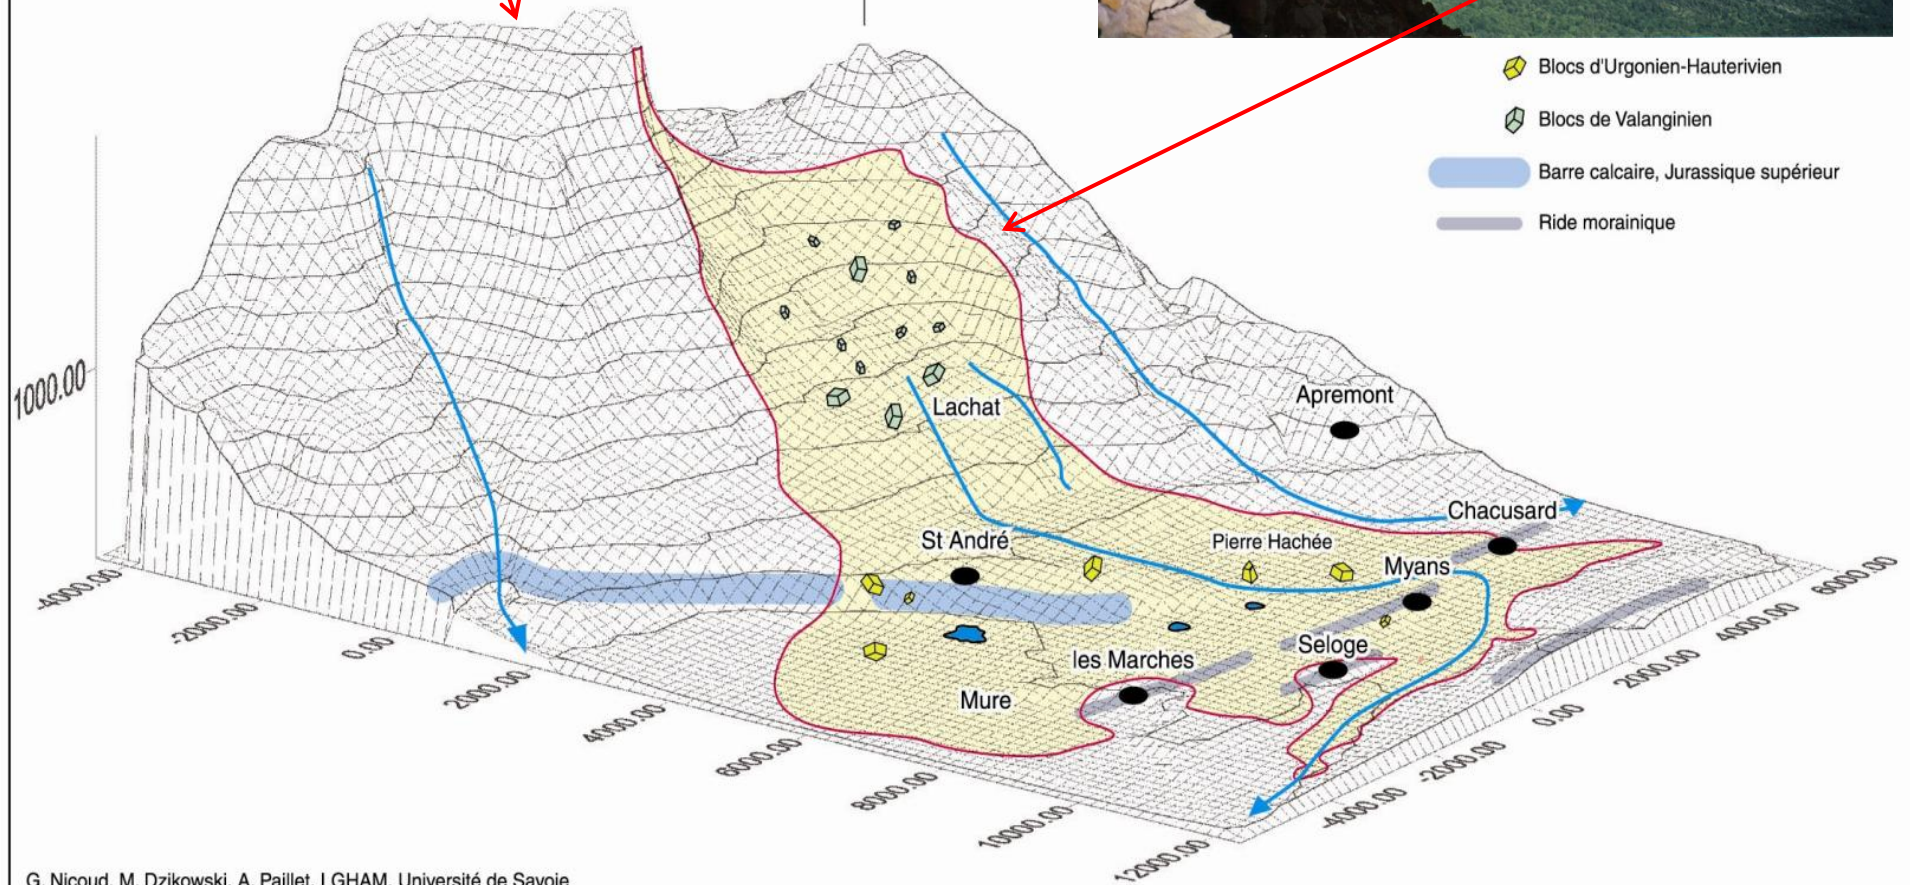 Blocs d'Urgonien-Hauterivien
Blocs de Valanginien
Barre calcaire, Jurassique supérieur
Ride morainique
1000.00
Apremont
Lachat
Chacusard
St André
Pierre Hachée
Myans
Seloge
les Marches
Mure
-4000.00
-2000.00
0.00
2000.00
4000.00
6000.00
8000.00
10000.00
12000.00
-4000.00
-2000.00
0.00
2000.00
4000.00
6000.00
G. Nicoud, M. Dzikowski, A. Paillet, LGHAM, Université de Savoie